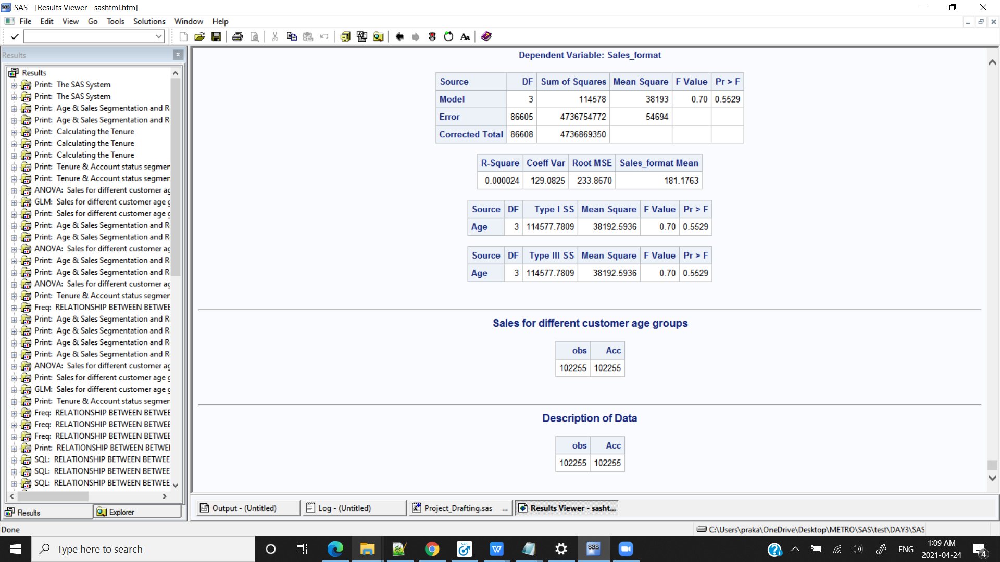 SAS - [Results Viewer - sashtml.htm]
File Edit View Go Tools Solutions Window Help
Results
Results
Print: The SAS System
Print: The SAS System
Print: Age & Sales Segmentation and R
Print: Age & Sales Segmentation and R
Print: Calculating the Tenure
Print: Calculating the Tenure
Print: Calculating the Tenure
Print: Tenure & Account status segmer
Print: Tenure & Account status segmer
ANOVA: Sales for different customer ag
GLM: Sales for different customer age g
Print: Sales for different customer age g
Print: Age & Sales Segmentation and R
Print: Age & Sales Segmentation and R
ANOVA: Sales for different customer ag
Print: Age & Sales Segmentation and R
Print: Age & Sales Segmentation and R
ANOVA: Sales for different customer ag
Print: Tenure & Account status segmer
Freq: RELATIONSHIP BETWEEN BETWEE
Print: Age & Sales Segmentation and R
Print: Age & Sales Segmentation and R
Print: Age & Sales Segmentation and R
Print: Age & Sales Segmentation and R
ANOVA: Sales for different customer ag
Print: Sales for different customer age g
GLM: Sales for different customer age g
Print: Tenure & Account status segmer
Freq: RELATIONSHIP BETWEEN BETWEE
Freq: RELATIONSHIP BETWEEN BETWEE
Freq: RELATIONSHIP BETWEEN BETWEE
Print: RELATIONSHIP BETWEEN BETWEI
SQL: RELATIONSHIP BETWEEN BETWEE
SQL: RELATIONSHIP BETWEEN BETWEE
SQL: RELATIONSHIP BETWEEN BETWEE
Results Explorer
Dependent Variable: Sales_format
Source DF Sum of Squares Mean Square F Value Pr > F
Model 3 114578 38193 0.70 0.5529
Error 86605 4736754772 54694
Corrected Total 86608 4736869350
R-Square Coeff Var Root MSE Sales_format Mean
0.000024 129.0825 233.8670 181.1763
Source DF Type I SS Mean Square F Value Pr > F
Age 3 114577.7809 38192.5936 0.70 0.5529
Source DF Type III SS Mean Square F Value Pr > F
Age 3 114577.7809 38192.5936 0.70 0.5529
Sales for different customer age groups
obs Acc
102255 102255
Description of Data
obs Acc
102255 102255
Output - (Untitled) Log - (Untitled) Project_Drafting.sas ... Results Viewer - sasht...
Done C:\Users\praka\OneDrive\Desktop\METRO\SAS\test\DAY3\SAS
Type here to search ENG 1:09 AM
2021-04-24 4